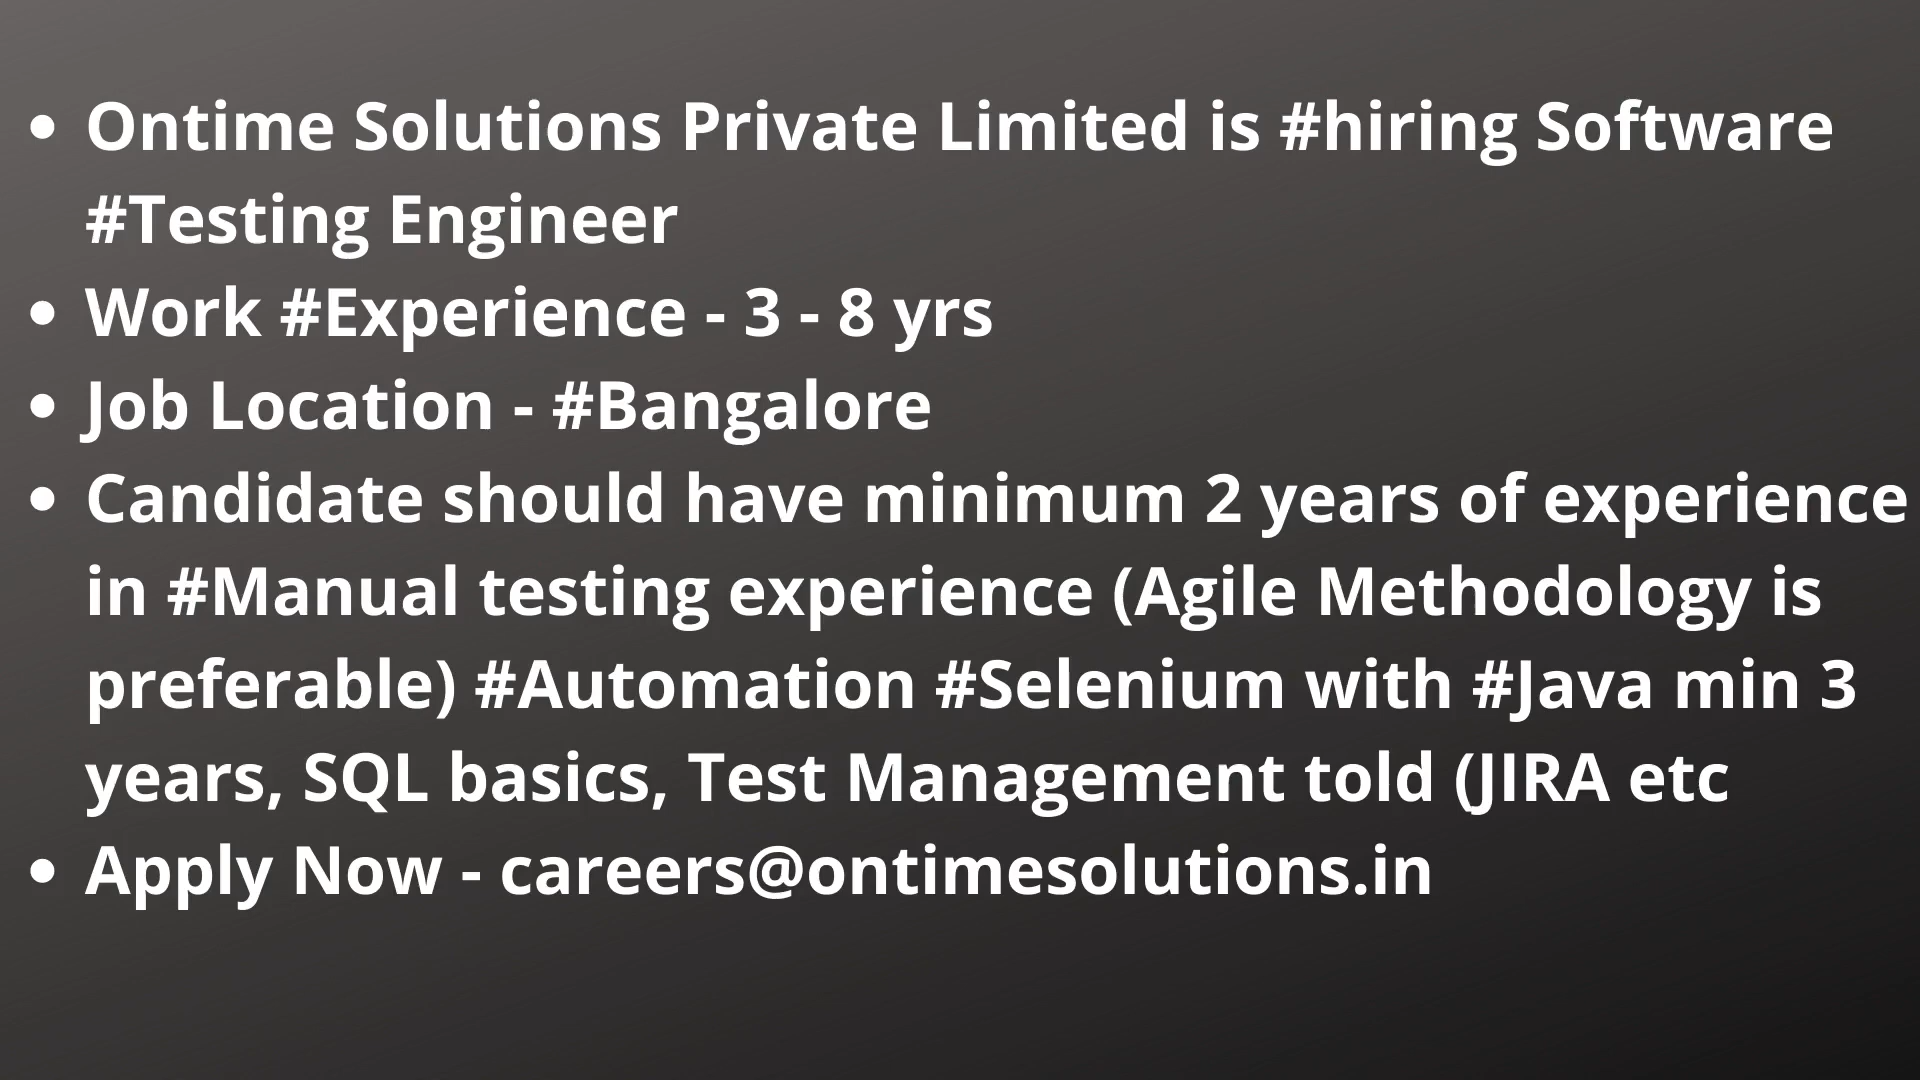 • Ontime Solutions Private Limited is #hiring Software
#Testing Engineer
• Work #Experience - 3 - 8 yrs
• Job Location - #Bangalore
• Candidate should have minimum 2 years of experience
in #Manual testing experience (Agile Methodology is
preferable) #Automation #Selenium with #Java min 3
years, SQL basics, Test Management told (JIRA etc
• Apply Now - careers@ontimesolutions.in